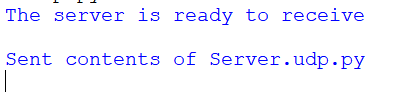 The server is ready to receive
Sent contents of Server.udp.py